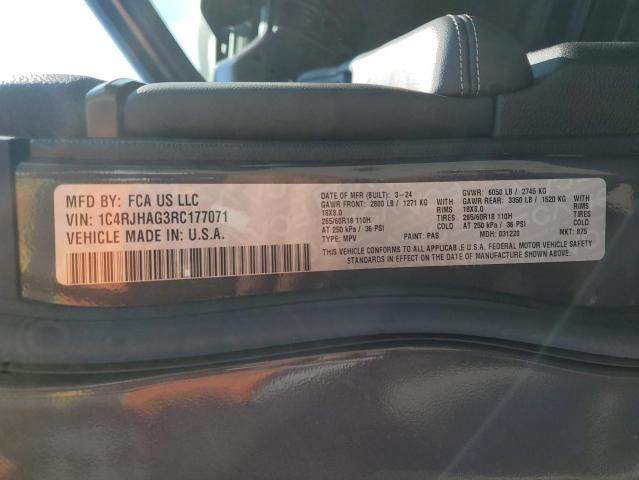 MFD BY: FCA US LLC
VIN: 1C4RJHAG3RC177071
VEHICLE MADE IN: U.S.A.
DATE OF MFR (BUILT): 3-24 GVWR: 6050 LB / 2745 KG
GAWR FRONT: 2800 LB / 1271 KG WITH GAWR REAR: 3350 LB / 1520 KG WITH
18X8.0 RIMS 18X8.0 RIMS
265/60R18 110H TIRES 265/60R18 110H TIRES
AT 250 kPa / 36 PSI COLD AT 250 kPa / 36 PSI COLD
TYPE: MPV PAINT: PAS MDH: 031220 MKT: 875
THIS VEHICLE CONFORMS TO ALL APPLICABLE U.S.A. FEDERAL MOTOR VEHICLE SAFETY
STANDARDS IN EFFECT ON THE DATE OF MANUFACTURE SHOWN ABOVE.